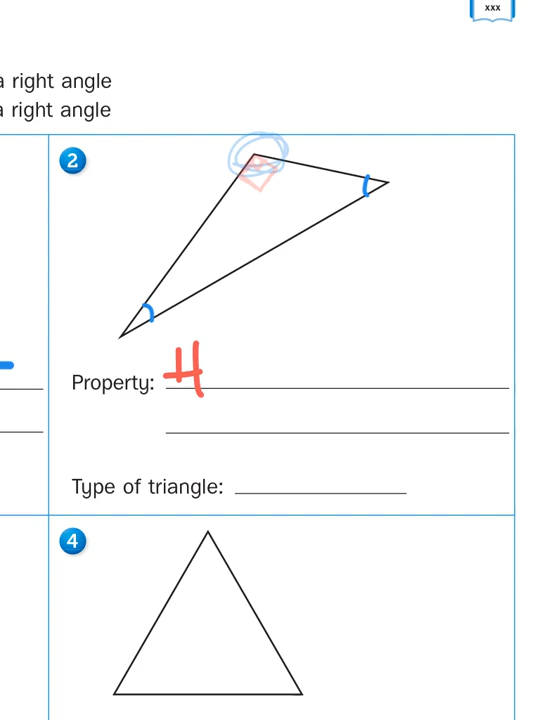 xxx
a right angle
a right angle
2
Property: H
Type of triangle:
4